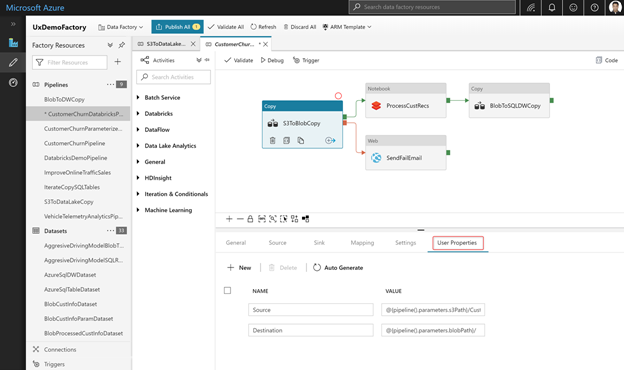 Microsoft Azure
Search data factory resources
UxDemoFactory
Data Factory
Publish All
1
Validate All
Refresh
Discard All
ARM Template
Factory Resources
Filter Resources
Pipelines
9
BlobToDWCopy
* CustomerChurnDatabricksP...
CustomerChurnParameterize...
CustomerChurnPipeline
DatabricksDemoPipeline
ImproveOnlineTrafficSales
IterateCopySQLTables
S3ToDataLakeCopy
VehicleTelemetryAnalyticsPip...
Datasets
33
AggresiveDrivingModelBlobT...
AggresiveDrivingModelSQLR...
AzureSqlDWDataset
AzureSqlTableDataset
BlobCustInfoDataset
BlobCustInfoParamDataset
BlobProcessedCustInfoDataset
Connections
Triggers
S3ToDataLake...
CustomerChur... *
Activities
Search Activities
Batch Service
Databricks
DataFlow
Data Lake Analytics
General
HDInsight
Iteration & Conditionals
Machine Learning
Validate
Debug
Trigger
Code
Copy
S3ToBlobCopy
Notebook
ProcessCustRecs
Copy
BlobToSQLDWCopy
Web
SendFailEmail
General
Source
Sink
Mapping
Settings
User Properties
New
Delete
Auto Generate
NAME
VALUE
Source
@{pipeline().parameters.s3Path}/Cust
Destination
@{pipeline().parameters.blobPath}/